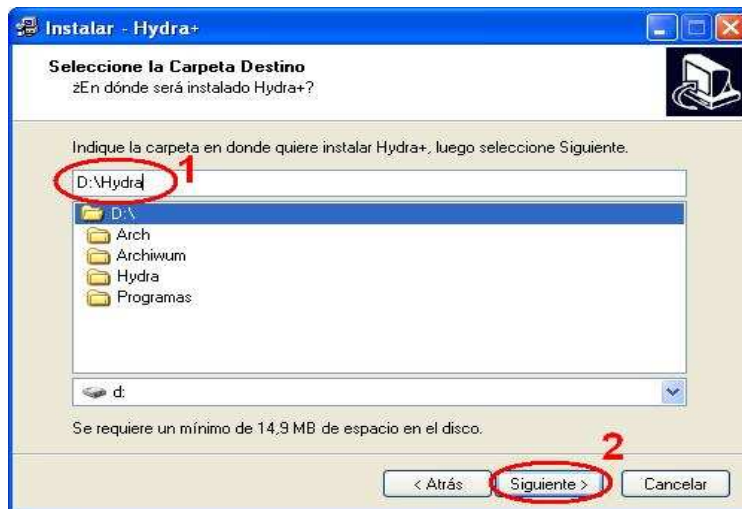 Instalar - Hydra+
Seleccione la Carpeta Destino
żEn dónde será instalado Hydra+?
Indique la carpeta en donde quiere instalar Hydra+, luego seleccione Siguiente.
1
D:\Hydra
D:\
Arch
Archiwum
Hydra
Programas
d:
Se requiere un mínimo de 14,9 MB de espacio en el disco.
2
< Atrás
Siguiente >
Cancelar